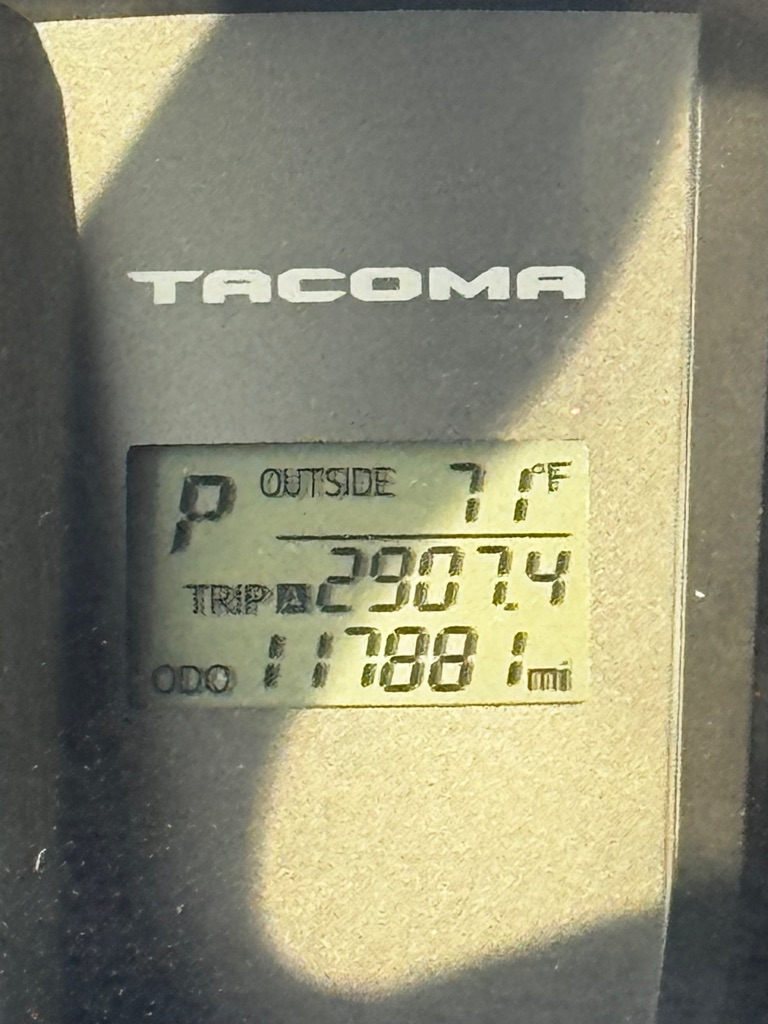 TACOMA
P OUTSIDE 71°F
TRIP A 2907.4
ODO 117881 mi